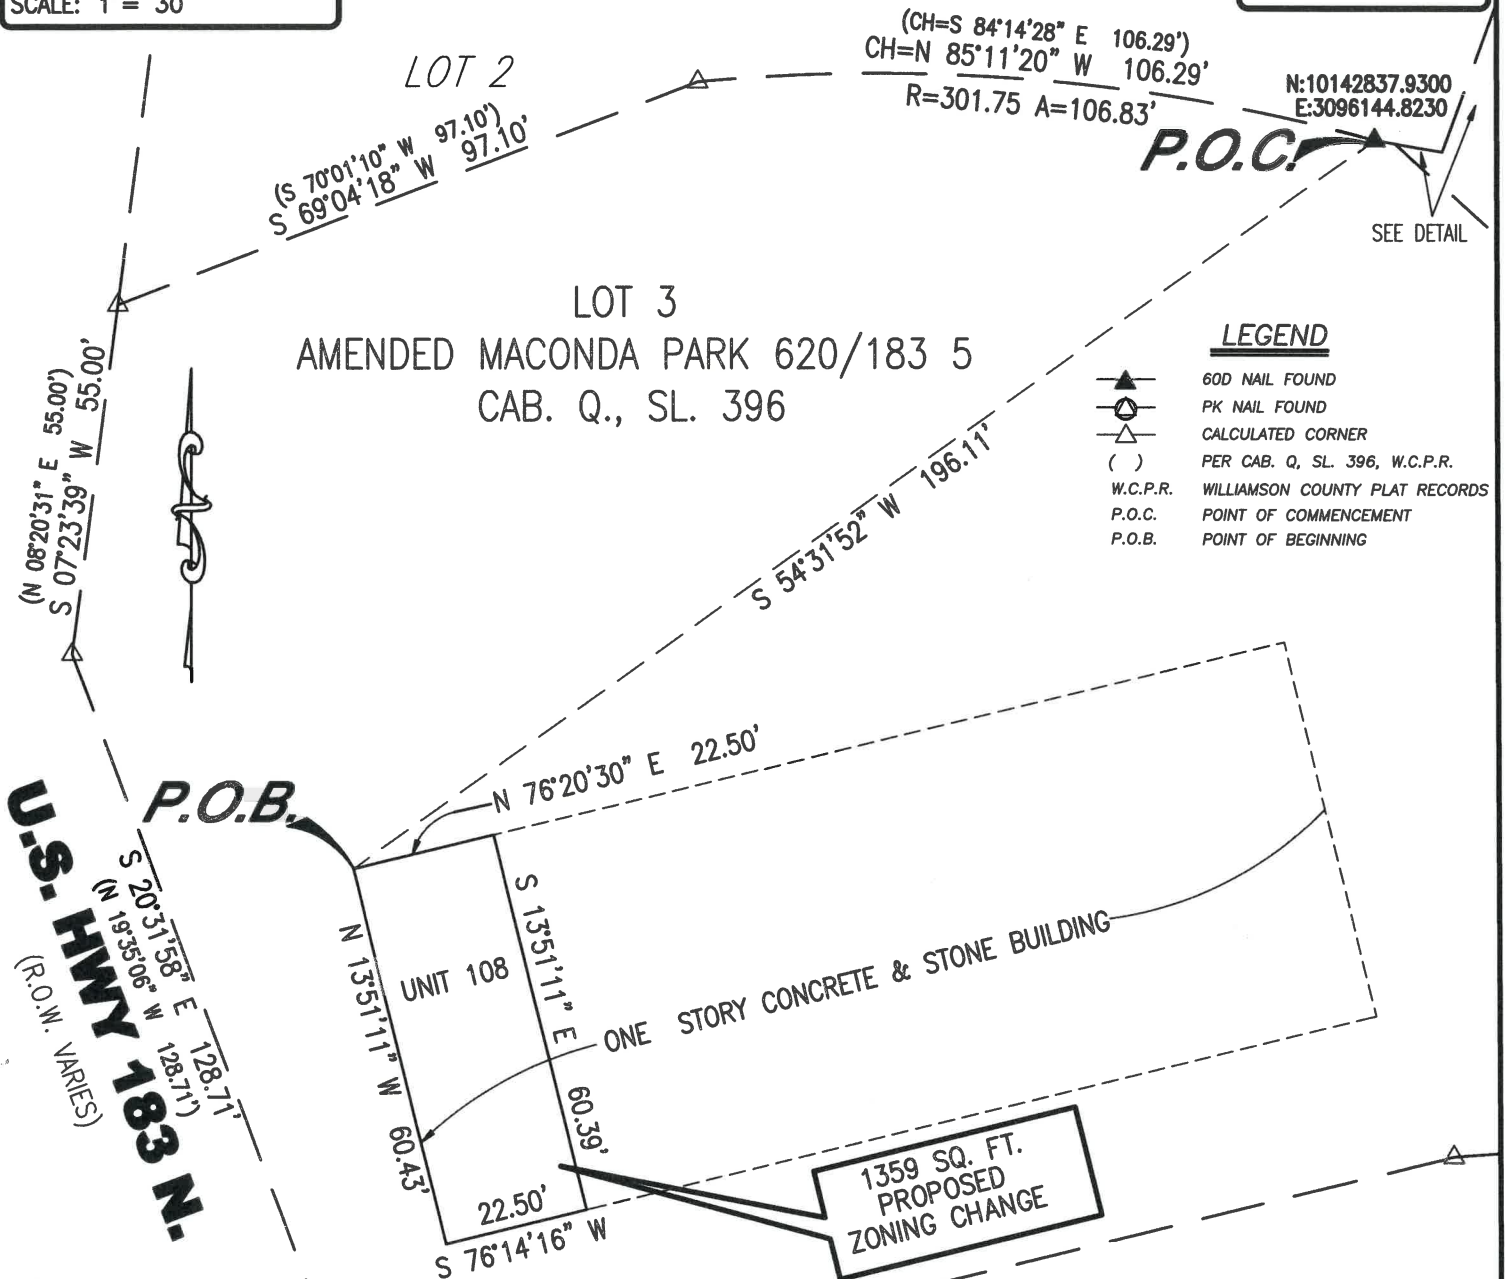 SCALE: 1" = 30'
LOT 2
(CH=S 84°14'28" E 106.29')
CH=N 85°11'20" W 106.29'
R=301.75 A=106.83'
N:10142837.9300
E:3096144.8230
P.O.C.
SEE DETAIL
(S 70°01'10" W 97.10')
S 69°04'18" W 97.10'
LOT 3
AMENDED MACONDA PARK 620/183 5
CAB. Q., SL. 396
LEGEND
60D NAIL FOUND
PK NAIL FOUND
CALCULATED CORNER
( ) PER CAB. Q, SL. 396, W.C.P.R.
W.C.P.R. WILLIAMSON COUNTY PLAT RECORDS
P.O.C. POINT OF COMMENCEMENT
P.O.B. POINT OF BEGINNING
(N 08°20'31" E 55.00')
S 07°23'39" W 55.00'
S 54°31'52" W 196.11'
N 76°20'30" E 22.50'
P.O.B.
U.S. HWY 183 N.
(R.O.W. VARIES)
S 20°31'58" E 128.71'
(N 19°35'06" W 128.71')
N 13°51'11" W 60.43'
UNIT 108
S 13°51'11" E 60.39'
ONE STORY CONCRETE & STONE BUILDING
22.50'
S 76°14'16" W
1359 SQ. FT.
PROPOSED
ZONING CHANGE